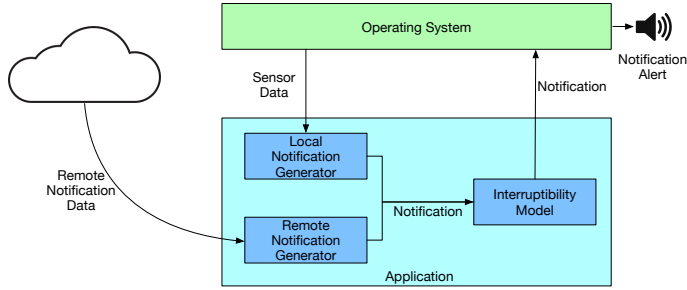 Operating System
Notification
Alert
Sensor
Data
Notification
Local
Notification
Generator
Remote
Notification
Data
Interruptibility
Model
Notification
Remote
Notification
Generator
Application